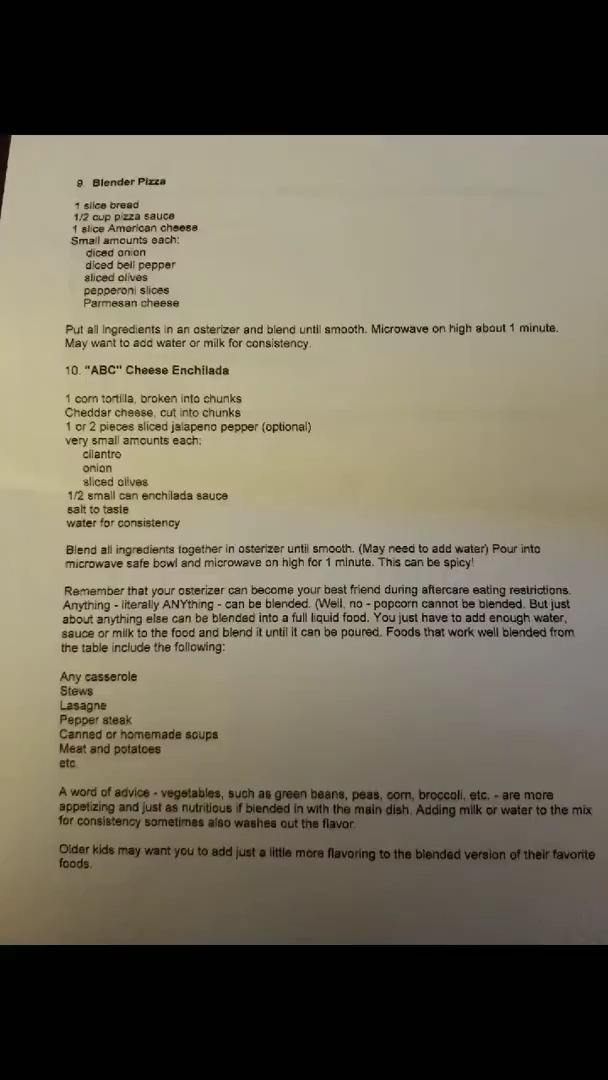 9. Blender Pizza
1 slice bread
1/2 cup pizza sauce
1 slice American cheese
Small amounts each:
diced onion
diced bell pepper
sliced olives
pepperoni slices
Parmesan cheese
Put all ingredients in an osterizer and blend until smooth. Microwave on high about 1 minute.
May want to add water or milk for consistency.
10. "ABC" Cheese Enchilada
1 corn tortilla, broken into chunks
Cheddar cheese, cut into chunks
1 or 2 pieces sliced jalapeno pepper (optional)
very small amounts each:
cilantro
onion
sliced olives
1/2 small can enchilada sauce
salt to taste
water for consistency
Blend all ingredients together in osterizer until smooth. (May need to add water) Pour into
microwave safe bowl and microwave on high for 1 minute. This can be spicy!
Remember that your osterizer can become your best friend during aftercare eating restrictions.
Anything - literally ANYthing - can be blended. (Well, no - popcorn cannot be blended. But just
about anything else can be blended into a full liquid food. You just have to add enough water,
sauce or milk to the food and blend it until it can be poured. Foods that work well blended from
the table include the following:
Any casserole
Stews
Lasagne
Pepper steak
Canned or homemade soups
Meat and potatoes
etc.
A word of advice - vegetables, such as green beans, peas, corn, broccoli, etc. - are more
appetizing and just as nutritious if blended in with the main dish. Adding milk or water to the mix
for consistency sometimes also washes out the flavor.
Older kids may want you to add just a little more flavoring to the blended version of their favorite
foods.